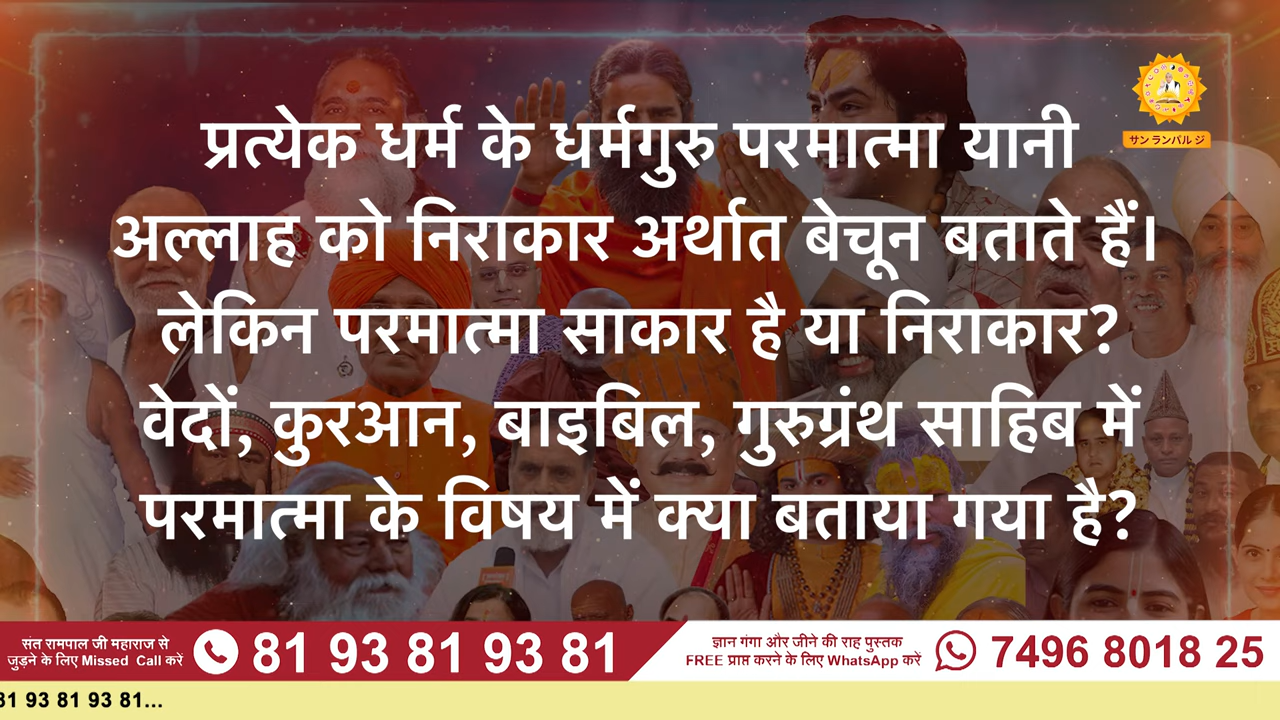 प्रत्येक धर्म के धर्मगुरु परमात्मा यानी
अल्लाह को निराकार अर्थात बेचून बताते हैं।
लेकिन परमात्मा साकार है या निराकार?
वेदों, कुरआन, बाइबिल, गुरुग्रंथ साहिब में
परमात्मा के विषय में क्या बताया गया है?
サン ランパル ジ
संत रामपाल जी महाराज से
जुड़ने के लिए Missed Call करें
81 93 81 93 81
ज्ञान गंगा और जीने की राह पुस्तक
FREE प्राप्त करने के लिए WhatsApp करें
7496 8018 25
81 93 81 93 81...